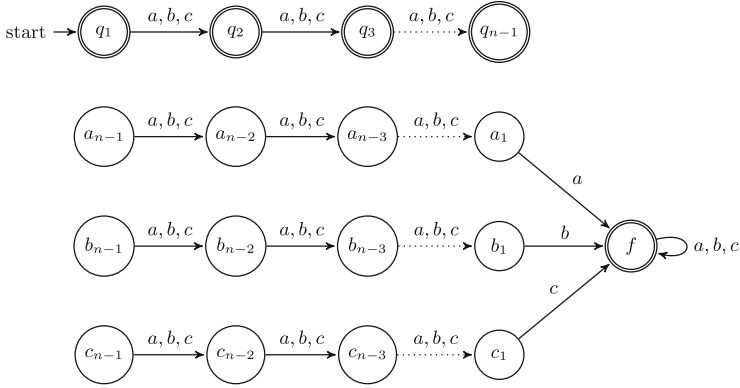 a, b, c a, b, c a, b, c
start q₁ q₂ q₃ qₙ₋₁
a, b, c a, b, c a, b, c
aₙ₋₁ aₙ₋₂ aₙ₋₃ a₁
a
a, b, c a, b, c a, b, c b
bₙ₋₁ bₙ₋₂ bₙ₋₃ b₁ f a, b, c
c
a, b, c a, b, c a, b, c
cₙ₋₁ cₙ₋₂ cₙ₋₃ c₁